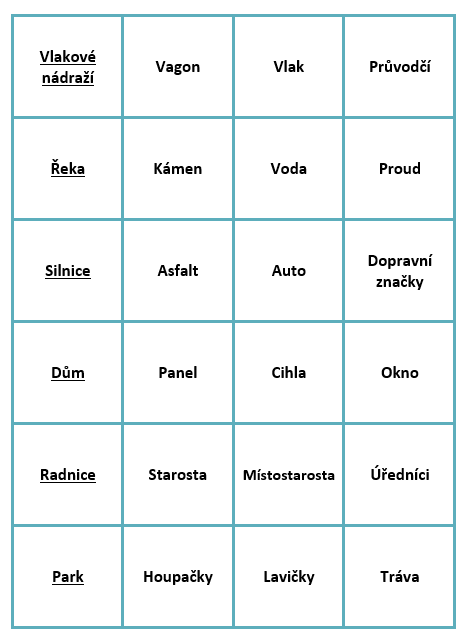 Vlakové
nádraží
Vagon
Vlak
Průvodčí
Řeka
Kámen
Voda
Proud
Silnice
Asfalt
Auto
Dopravní
značky
Dům
Panel
Cihla
Okno
Radnice
Starosta
Místostarosta
Úředníci
Park
Houpačky
Lavičky
Tráva